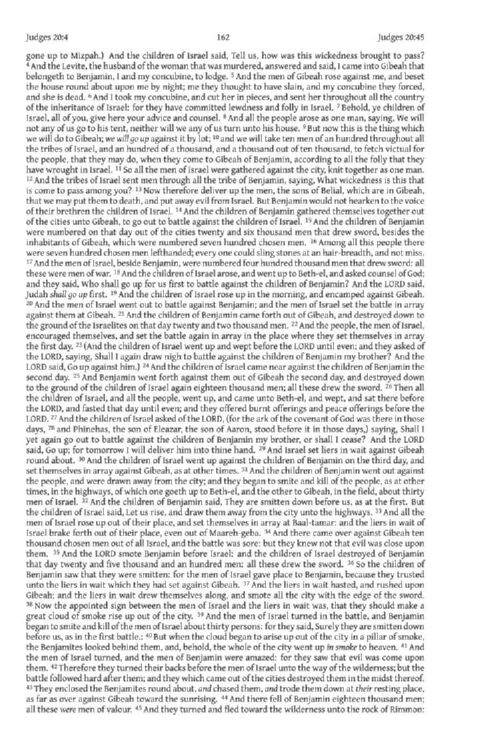 Judges 20:4 162 Judges 20:45
gone up to Mizpah.) And the children of Israel said, Tell us, how was this wickedness brought to pass?
4 And the Levite, the husband of the woman that was murdered, answered and said, I came into Gibeah that
belongeth to Benjamin, I and my concubine, to lodge. 5 And the men of Gibeah rose against me, and beset
the house round about upon me by night; me they thought to have slain, and my concubine they forced,
and she is dead. 6 And I took my concubine, and cut her in pieces, and sent her throughout all the country
of the inheritance of Israel: for they have committed lewdness and folly in Israel. 7 Behold, ye children of
Israel, all of you, give here your advice and counsel. 8 And all the people arose as one man, saying, We will
not any of us go to his tent, neither will we any of us turn unto his house. 9 But now this is the thing which
we will do to Gibeah; we will go up against it by lot; 10 and we will take ten men of an hundred throughout all
the tribes of Israel, and an hundred of a thousand, and a thousand out of ten thousand, to fetch victual for
the people, that they may do, when they come to Gibeah of Benjamin, according to all the folly that they
have wrought in Israel. 11 So all the men of Israel were gathered against the city, knit together as one man.
12 And the tribes of Israel sent men through all the tribe of Benjamin, saying, What wickedness is this that
is come to pass among you? 13 Now therefore deliver up the men, the sons of Belial, which are in Gibeah,
that we may put them to death, and put away evil from Israel. But Benjamin would not hearken to the voice
of their brethren the children of Israel. 14 And the children of Benjamin gathered themselves together out
of the cities unto Gibeah, to go out to battle against the children of Israel. 15 And the children of Benjamin
were numbered on that day out of the cities twenty and six thousand men that drew sword, besides the
inhabitants of Gibeah, which were numbered seven hundred chosen men. 16 Among all this people there
were seven hundred chosen men lefthanded; every one could sling stones at an hair-breadth, and not miss.
17 And the men of Israel, beside Benjamin, were numbered four hundred thousand men that drew sword: all
these were men of war. 18 And the children of Israel arose, and went up to Beth-el, and asked counsel of God;
and they said, Who shall go up for us first to battle against the children of Benjamin? And the LORD said,
Judah shall go up first. 19 And the children of Israel rose up in the morning, and encamped against Gibeah.
20 And the men of Israel went out to battle against Benjamin; and the men of Israel set the battle in array
against them at Gibeah. 21 And the children of Benjamin came forth out of Gibeah, and destroyed down to
the ground of the Israelites on that day twenty and two thousand men. 22 And the people, the men of Israel,
encouraged themselves, and set the battle again in array in the place where they set themselves in array
the first day. 23 (And the children of Israel went up and wept before the LORD until even; and they asked of
the LORD, saying, Shall I again draw nigh to battle against the children of Benjamin my brother? And the
LORD said, Go up against him.) 24 And the children of Israel came near against the children of Benjamin the
second day. 25 And Benjamin went forth against them out of Gibeah the second day, and destroyed down
to the ground of the children of Israel again eighteen thousand men; all these drew the sword. 26 Then all
the children of Israel, and all the people, went up, and came unto Beth-el, and wept, and sat there before
the LORD, and fasted that day until even; and they offered burnt offerings and peace offerings before the
LORD. 27 And the children of Israel asked of the LORD, (for the ark of the covenant of God was there in those
days, 28 and Phinehas, the son of Eleazar, the son of Aaron, stood before it in those days,) saying, Shall I
yet again go out to battle against the children of Benjamin my brother, or shall I cease? And the LORD
said, Go up; for tomorrow I will deliver him into thine hand. 29 And Israel set liers in wait against Gibeah
round about. 30 And the children of Israel went up against the children of Benjamin on the third day, and
set themselves in array against Gibeah, as at other times. 31 And the children of Benjamin went out against
the people, and were drawn away from the city; and they began to smite and kill of the people, as at other
times, in the highways, of which one goeth up to Beth-el, and the other to Gibeah, in the field, about thirty
men of Israel. 32 And the children of Benjamin said, They are smitten down before us, as at the first. But
the children of Israel said, Let us rise, and draw them away from the city unto the highways. 33 And all the
men of Israel rose up out of their place, and set themselves in array at Baal-tamar: and the liers in wait of
Israel brake forth out of their place, even out of Maareh-geba. 34 And there came over against Gibeah ten
thousand chosen men out of all Israel, and the battle was sore: but they knew not that evil was close upon
them. 35 And the LORD smote Benjamin before Israel: and the children of Israel destroyed of Benjamin
that day twenty and five thousand and an hundred men: all these drew the sword. 36 So the children of
Benjamin saw that they were smitten: for the men of Israel gave place to Benjamin, because they trusted
unto the liers in wait which they had set against Gibeah. 37 And the liers in wait hasted, and rushed upon
Gibeah; and the liers in wait drew themselves along, and smote all the city with the edge of the sword.
38 Now the appointed sign between the men of Israel and the liers in wait was, that they should make a
great cloud of smoke rise up out of the city. 39 And the men of Israel turned in the battle, and Benjamin
began to smite and kill of the men of Israel about thirty persons: for they said, Surely they are smitten down
before us, as in the first battle.: 40 But when the cloud began to arise up out of the city in a pillar of smoke,
the Benjamites looked behind them, and, behold, the whole of the city went up in smoke to heaven. 41 And
the men of Israel turned, and the men of Benjamin were amazed: for they saw that evil was come upon
them. 42 Therefore they turned their backs before the men of Israel unto the way of the wilderness; but the
battle followed hard after them; and they which came out of the cities destroyed them in the midst thereof.
43 They enclosed the Benjamites round about, and chased them, and trode them down at their resting place,
as far as over against Gibeah toward the sunrising. 44 And there fell of Benjamin eighteen thousand men;
all these were men of valour. 45 And they turned and fled toward the wilderness unto the rock of Rimmon: